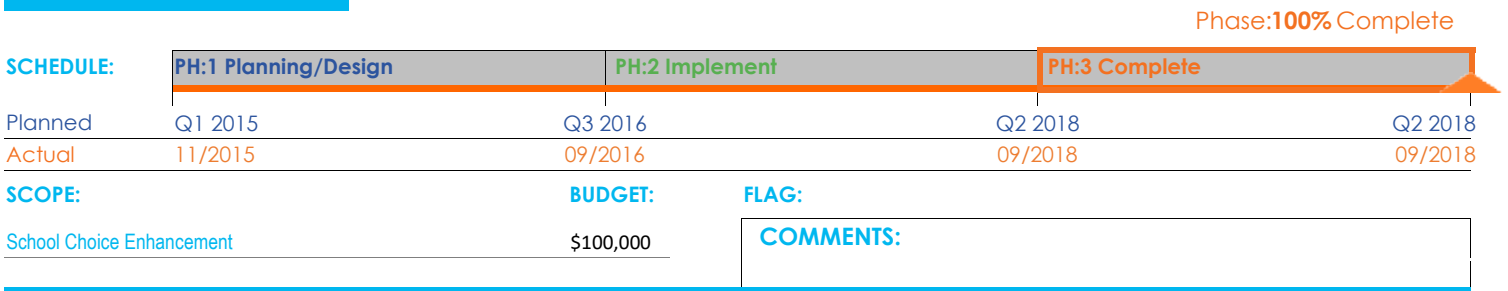 Phase:100% Complete
SCHEDULE: PH:1 Planning/Design PH:2 Implement PH:3 Complete
Planned Q1 2015 Q3 2016 Q2 2018 Q2 2018
Actual 11/2015 09/2016 09/2018 09/2018
SCOPE: BUDGET: FLAG:
School Choice Enhancement $100,000 COMMENTS: